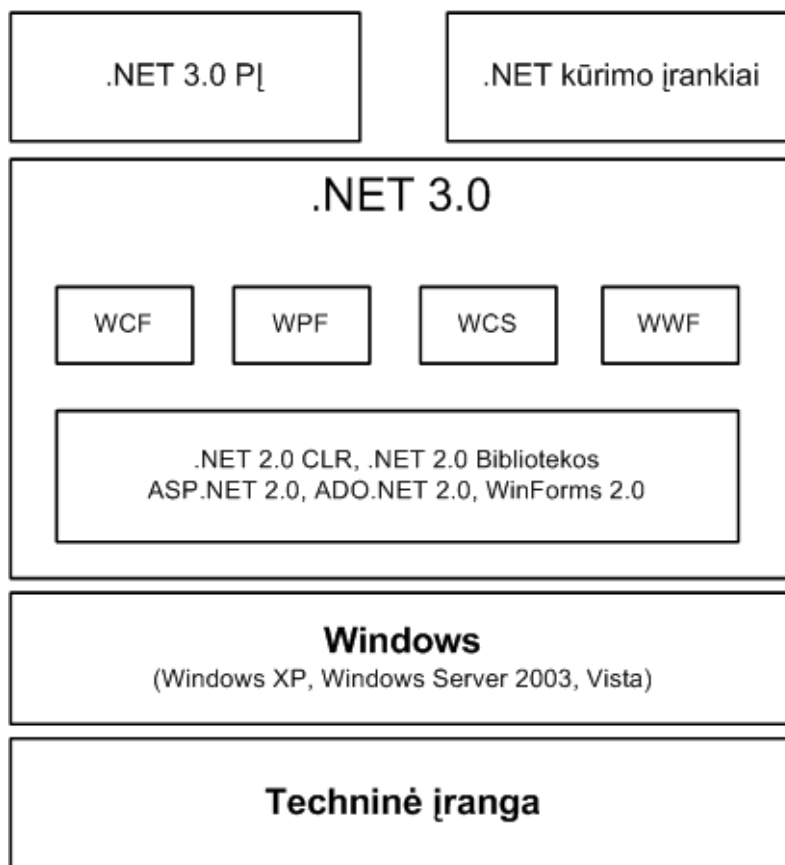 .NET 3.0 PĮ
.NET kūrimo įrankiai
.NET 3.0
WCF
WPF
WCS
WWF
.NET 2.0 CLR, .NET 2.0 Bibliotekos
ASP.NET 2.0, ADO.NET 2.0, WinForms 2.0
Windows
(Windows XP, Windows Server 2003, Vista)
Techninė įranga